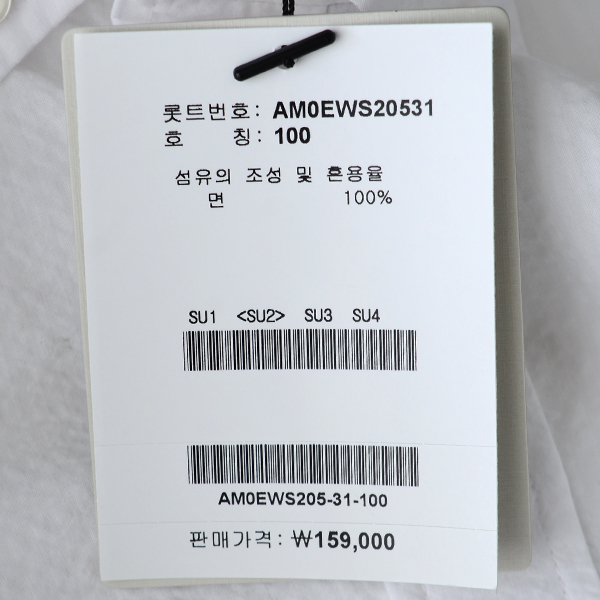 롯트번호: AM0EWS20531
호 칭: 100
섬유의 조성 및 혼용율
면 100%
SU1 <SU2> SU3 SU4
AM0EWS205-31-100
판매가격: ₩159,000